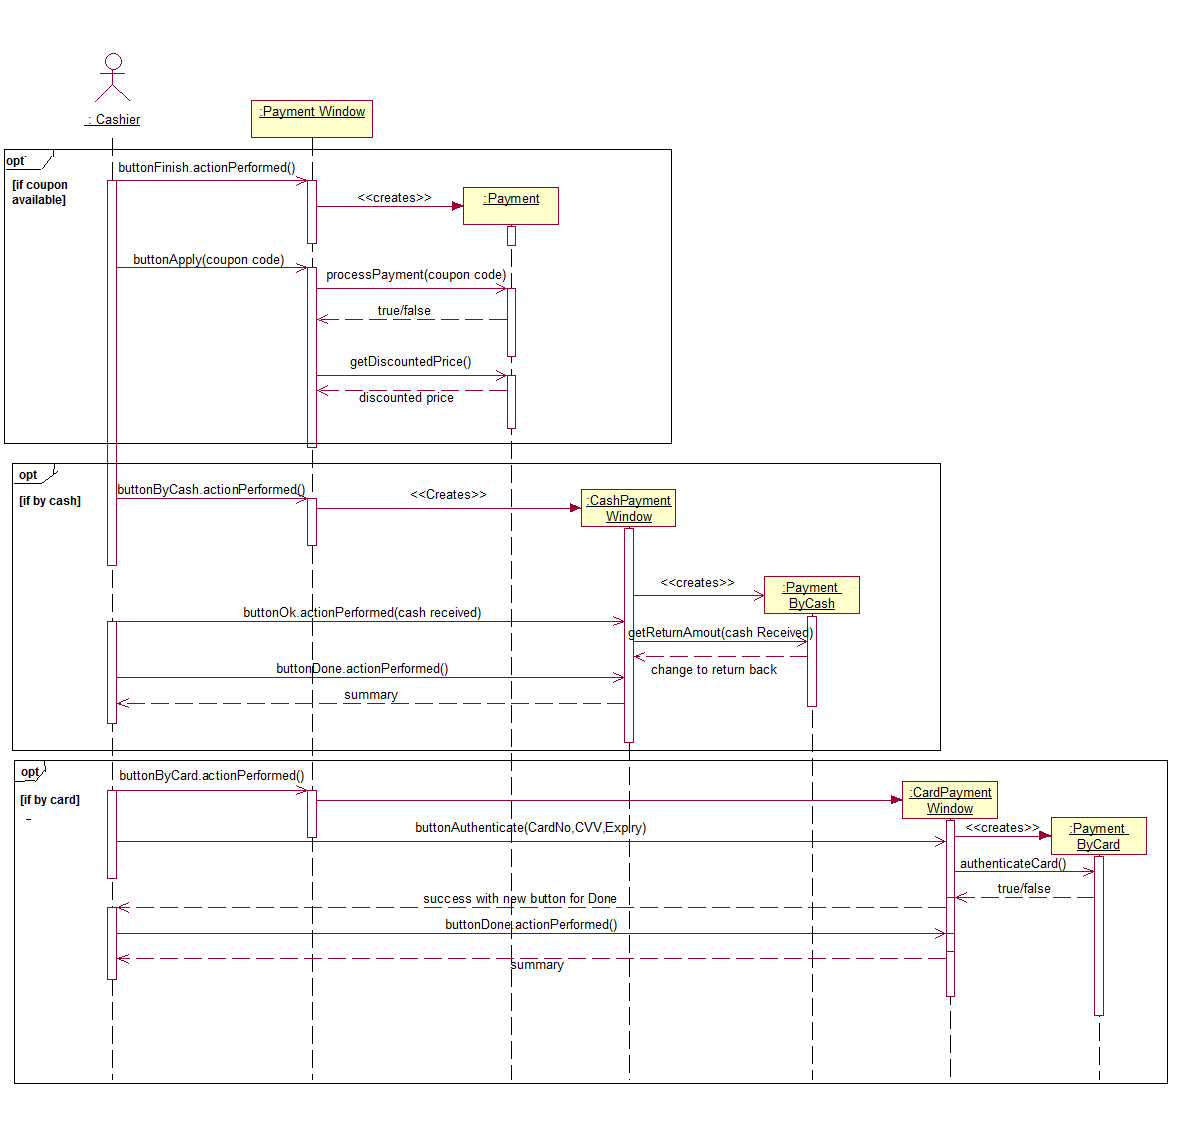 : Cashier
:Payment Window
opt
[if coupon
available]
buttonFinish.actionPerformed()
<<creates>>
:Payment
buttonApply(coupon code)
processPayment(coupon code)
true/false
getDiscountedPrice()
discounted price
opt
[if by cash]
buttonByCash.actionPerformed()
<<Creates>>
:CashPayment
Window
<<creates>>
:Payment
ByCash
buttonOk.actionPerformed(cash received)
getReturnAmout(cash Received)
change to return back
buttonDone.actionPerformed()
summary
opt
[if by card]
buttonByCard.actionPerformed()
:CardPayment
Window
buttonAuthenticate(CardNo,CVV,Expiry)
<<creates>>
:Payment
ByCard
authenticateCard()
true/false
success with new button for Done
buttonDone.actionPerformed()
summary